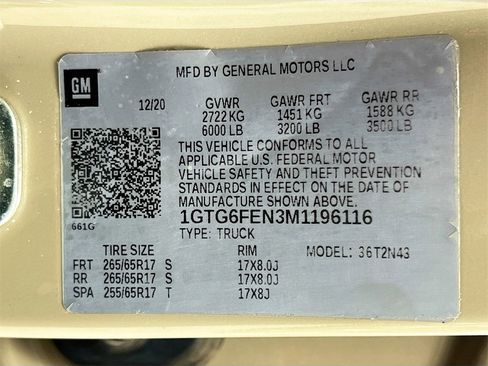 GM
MFD BY GENERAL MOTORS LLC
12/20 GVWR GAWR FRT GAWR RR
2722 KG 1451 KG 1588 KG
6000 LB 3200 LB 3500 LB
THIS VEHICLE CONFORMS TO ALL
APPLICABLE U.S. FEDERAL MOTOR
VEHICLE SAFETY AND THEFT PREVENTION
STANDARDS IN EFFECT ON THE DATE OF
MANUFACTURE SHOWN ABOVE.
1GTG6FEN3M1196116
661G
TYPE: TRUCK
TIRE SIZE RIM MODEL: 36T2N43
FRT 265/65R17 S 17X8.0J
RR 265/65R17 S 17X8.0J
SPA 255/65R17 T 17X8J